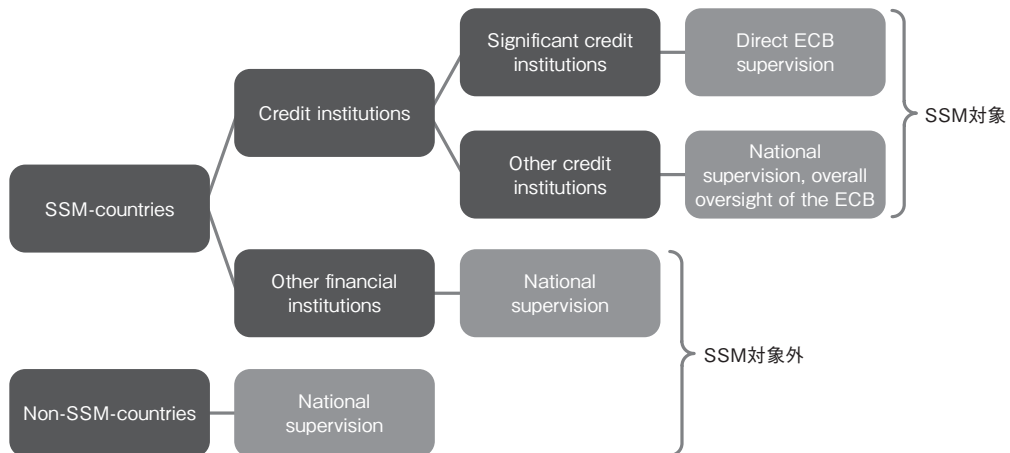 Significant credit
institutions
Direct ECB
supervision
Credit institutions
SSM対象
Other credit
institutions
National
supervision, overall
oversight of the ECB
SSM-countries
Other financial
institutions
National
supervision
SSM対象外
Non-SSM-countries
National
supervision